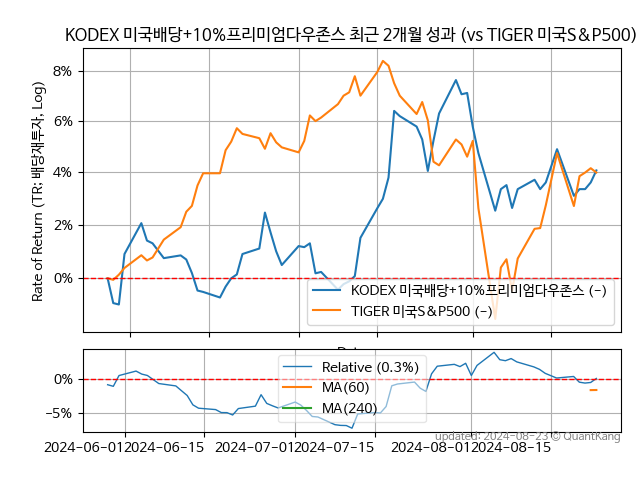 KODEX 미국배당+10%프리미엄다우존스 최근 2개월 성과 (vs TIGER 미국S&P500)
Rate of Return (TR: 배당재투자, Log)
8%
6%
4%
2%
0%
KODEX 미국배당+10%프리미엄다우존스 (-)
TIGER 미국S&P500 (-)
0%
−5%
Relative (0.3%)
MA(60)
MA(240)
2024-06-01
2024-06-15
2024-07-01
2024-07-15
2024-08-01
2024-08-15
updated: 2024-08-23 © QuantKang